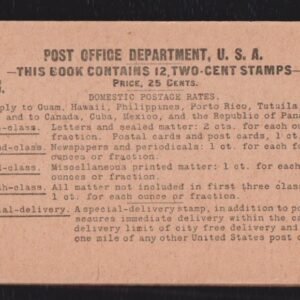 POST OFFICE DEPARTMENT, U. S. A.
—THIS BOOK CONTAINS 12 TWO-CENT STAMPS—
PRICE, 25 CENTS.
DOMESTIC POSTAGE RATES.
ply to Guam, Hawaii, Philippines, Porto Rico, Tutuila
and to Canada, Cuba, Mexico, and the Republic of Pana
-class. Letters and sealed matter: 2 cts. for each o
fraction. Postal cards and postal cards, 1 ct.
d-class. Newspapers and periodicals: 1 ct. for each fo
ounces or fraction.
-class. Miscellaneous printed matter: 1 ct. for each
ounces or fraction.
h-class. All matter not included in first three class
1 ct. for each ounce or fraction.
al-delivery. A special-delivery stamp, in addition to po
sures immediate delivery within the ca
delivery limit of city free delivery and
one mile of any other United States post o